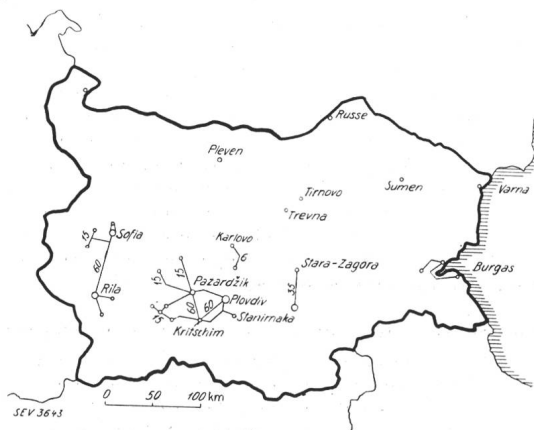 Russe
Pleven
Sumen
Tirnovo
Varna
Trevna
Sofia
15
Karlovo
6
60
15
15
Stara-Zagora
Burgas
Pazardžik
Rila
60
60
Plovdiv
35
15
Stanimaka
Kritschim
0 50 100 km
SEV 3643